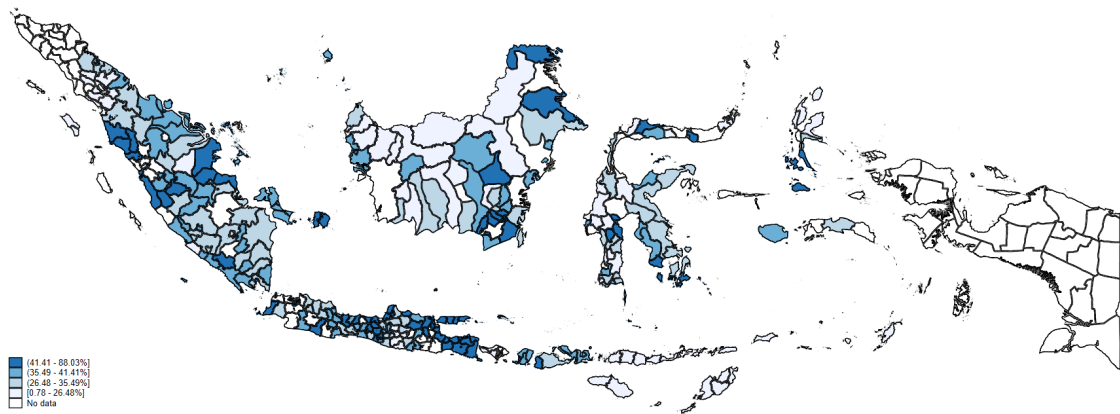 (41.41 - 88.03%]
(35.49 - 41.41%]
(26.48 - 35.49%]
[0.78 - 26.48%]
No data